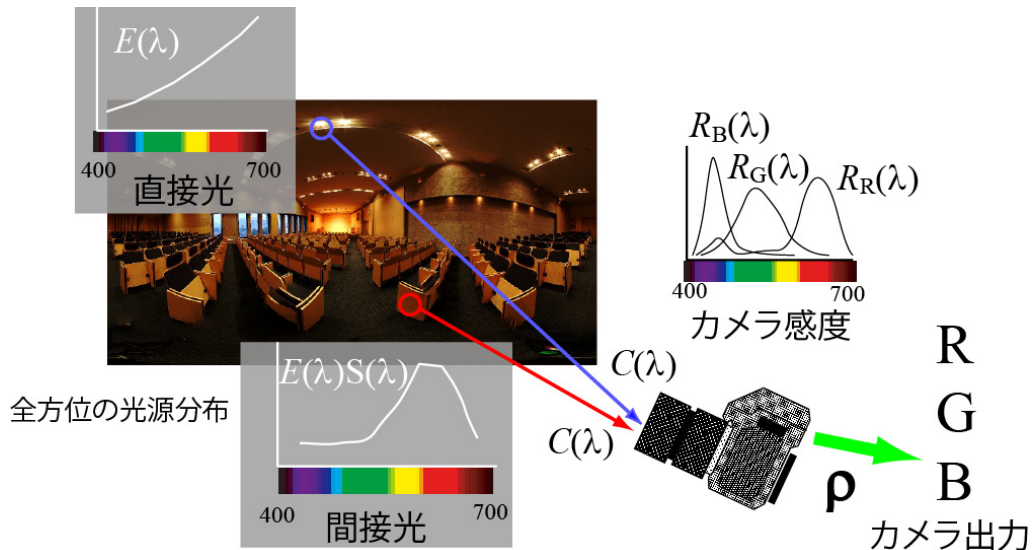 E(λ)
400 700
直接光
R_B(λ)
R_G(λ)
R_R(λ)
400 700
カメラ感度
E(λ)S(λ)
400 700
間接光
全方位の光源分布
C(λ)
C(λ)
ρ
R
G
B
カメラ出力